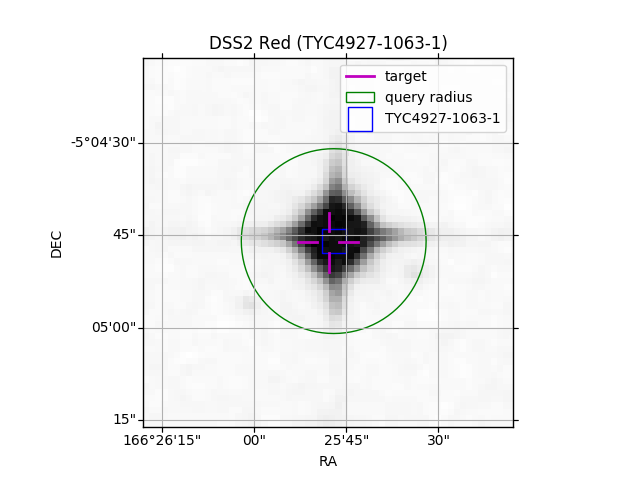 DSS2 Red (TYC4927-1063-1)
target
query radius
TYC4927-1063-1
-5°04'30"
45"
05'00"
15"
DEC
166°26'15" 00" 25'45" 30"
RA